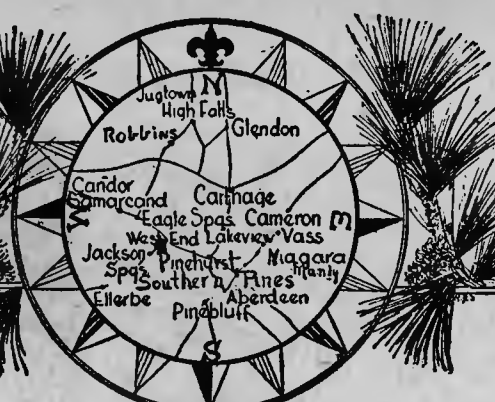 N
Jugtown
High Falls
Robbins Glendon
Candor
Samarcand Carthage
W Eagle Spgs Cameron E
West End Lakeview Vass
Jackson Spgs Pinehurst Niagara
Manly
Southern Pines
Ellerbe Aberdeen
Pinebluff
S